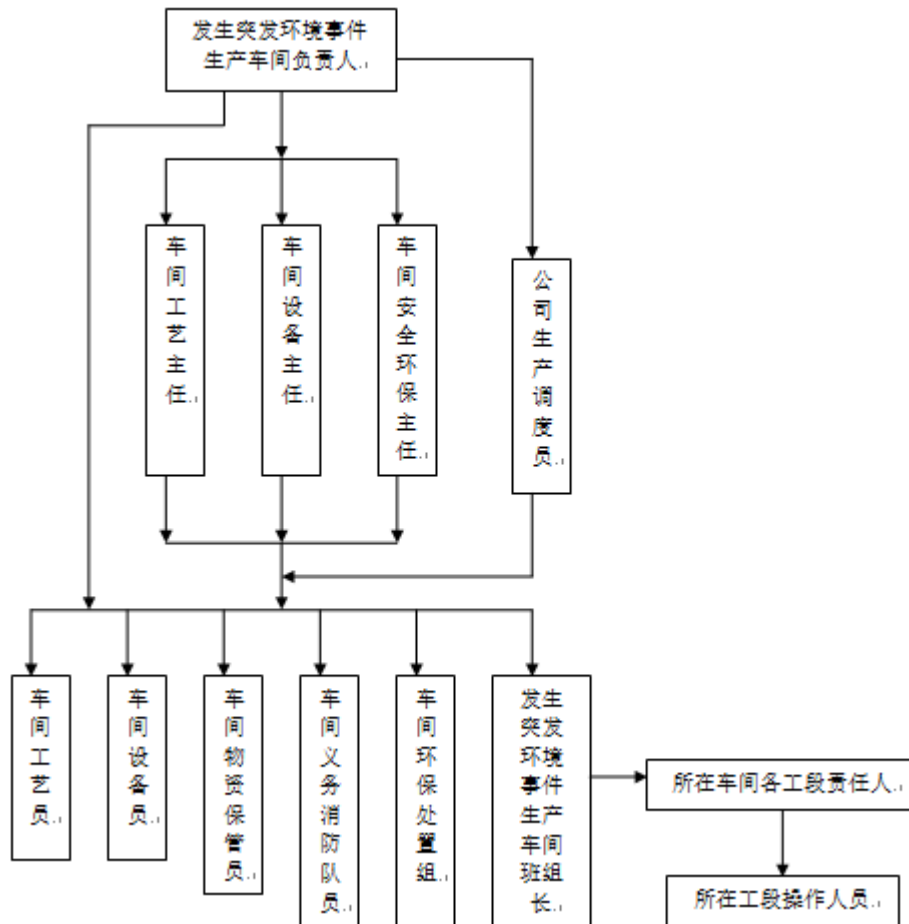 发生突发环境事件
生产车间负责人
车间工艺主任
车间设备主任
车间安全环保主任
公司生产调度员
车间工艺员
车间设备员
车间物资保管员
车间义务消防队员
车间环保处置组
发生
突发
环境
事件
生产
车间
班组
长
所在车间各工段责任人
所在工段操作人员